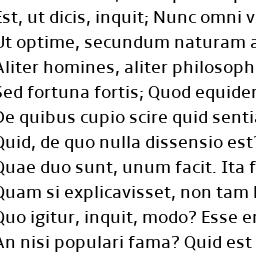 Est, ut dicis, inquit; Nunc omni v
Ut optime, secundum naturam a
Aliter homines, aliter philosoph
Sed fortuna fortis; Quod equider
De quibus cupio scire quid senti
Quid, de quo nulla dissensio est?
Quae duo sunt, unum facit. Ita f
Quam si explicavisset, non tam
Quo igitur, inquit, modo? Esse e
An nisi populari fama? Quid est